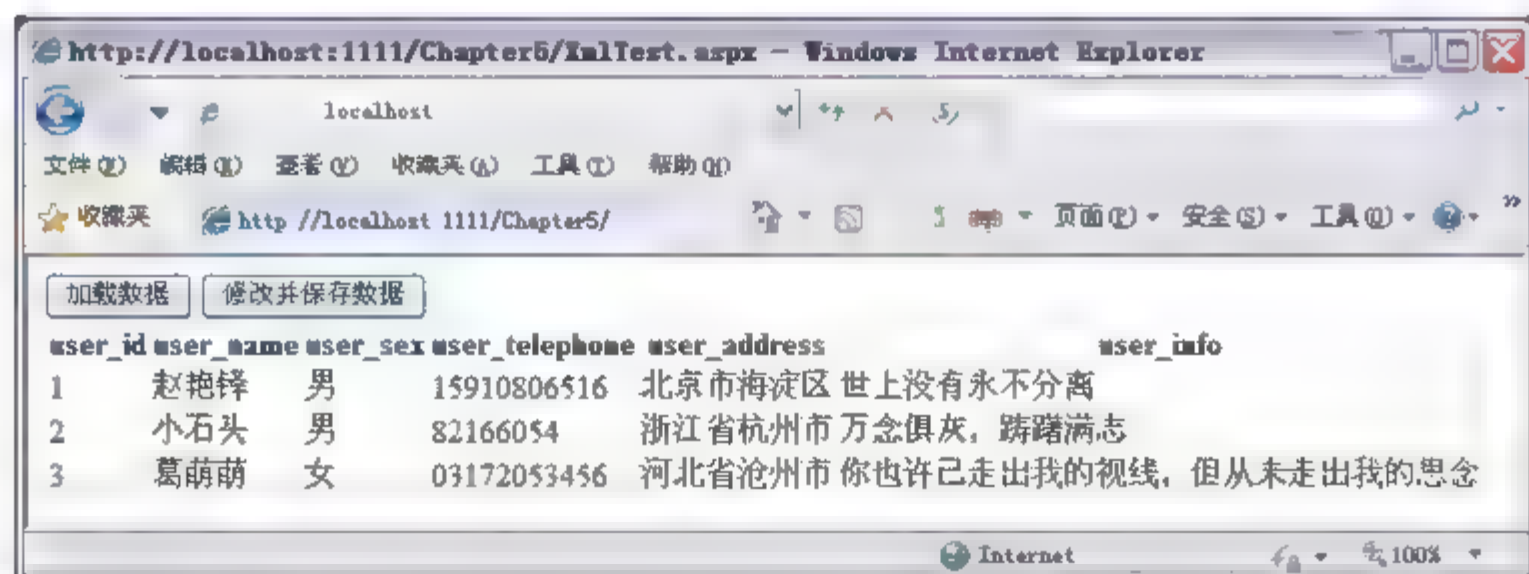 http://localhost:1111/Chapter5/XmlTest.aspx - Windows Internet Explorer
localhost
文件(F) 编辑(E) 查看(V) 收藏夹(A) 工具(T) 帮助(H)
收藏夹 http //localhost 1111/Chapter5/ 页面(P) 安全(S) 工具(O)
加载数据 修改并保存数据
user_id user_name user_sex user_telephone user_address user_info
1 赵艳铎 男 15910806516 北京市海淀区 世上没有永不分离
2 小石头 男 82166054 浙江省杭州市 万念俱灰,踌躇满志
3 葛萌萌 女 03172053456 河北省沧州市 你也许已走出我的视线,但从未走出我的思念
Internet 100%